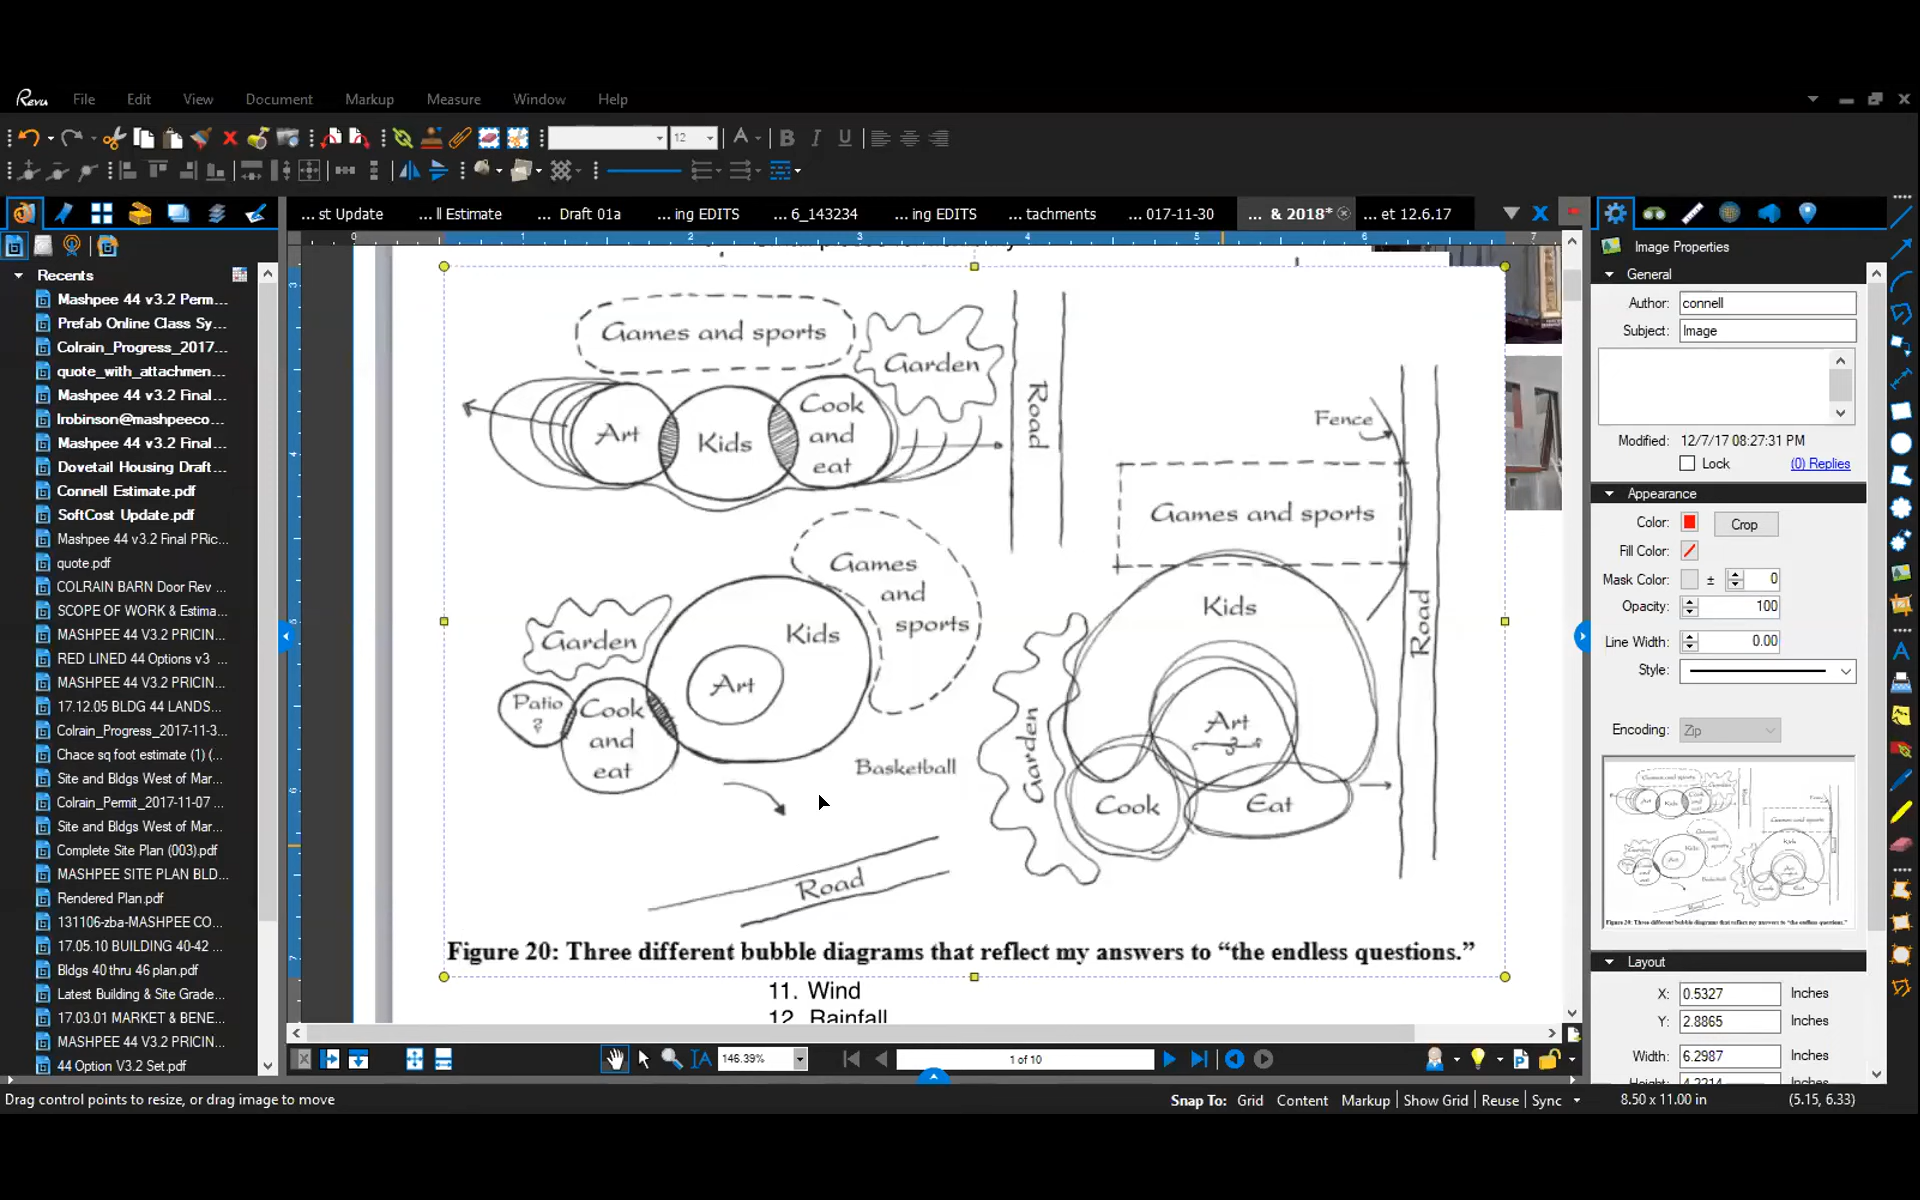 Revu File Edit View Document Markup Measure Window Help
12 A B I U
... st Update ... ll Estimate ... Draft 01a ... ing EDITS ... 6_143234 ... ing EDITS ... tachments ... 017-11-30 ... & 2018* ... et 12.6.17
Recents
Mashpee 44 v3.2 Perm...
Prefab Online Class Sy...
Colrain_Progress_2017...
quote_with_attachmen...
Mashpee 44 v3.2 Final...
lrobinson@mashpeeco...
Mashpee 44 v3.2 Final...
Dovetail Housing Draft...
Connell Estimate.pdf
SoftCost Update.pdf
Mashpee 44 v3.2 Final PRic...
quote.pdf
COLRAIN BARN Door Rev ...
SCOPE OF WORK & Estima...
MASHPEE 44 V3.2 PRICIN...
RED LINED 44 Options v3 ...
MASHPEE 44 V3.2 PRICIN...
17.12.05 BLDG 44 LANDS...
Colrain_Progress_2017-11-3...
Chace sq foot estimate (1) (...
Site and Bldgs West of Mar...
Colrain_Permit_2017-11-07 ...
Site and Bldgs West of Mar...
Complete Site Plan (003).pdf
MASHPEE SITE PLAN BLD...
Rendered Plan.pdf
131106-zba-MASHPEE CO...
17.05.10 BUILDING 40-42 ...
Bldgs 40 thru 46 plan.pdf
Latest Building & Site Grade...
17.03.01 MARKET & BENE...
MASHPEE 44 V3.2 PRICIN...
44 Option V3.2 Set.pdf
Games and sports
Garden
Road
Art
Kids
Cook
and
eat
Games
and
sports
Garden
Kids
Art
Patio
?
Cook
and
eat
Basketball
Road
Fence
Games and sports
Kids
Road
Garden
Art
Cook
Eat
Figure 20: Three different bubble diagrams that reflect my answers to “the endless questions.”
11. Wind
12. Rainfall
146.39%
1 of 10
Image Properties
General
Author: connell
Subject: Image
Modified: 12/7/17 08:27:31 PM
Lock (0) Replies
Appearance
Color: Crop
Fill Color:
Mask Color: ± 0
Opacity: 100
Line Width: 0.00
Style:
Encoding: Zip
Layout
X: 0.5327 Inches
Y: 2.8865 Inches
Width: 6.2987 Inches
Drag control points to resize, or drag image to move
Snap To: Grid Content Markup Show Grid Reuse Sync
8.50 x 11.00 in
(5.15, 6.33)